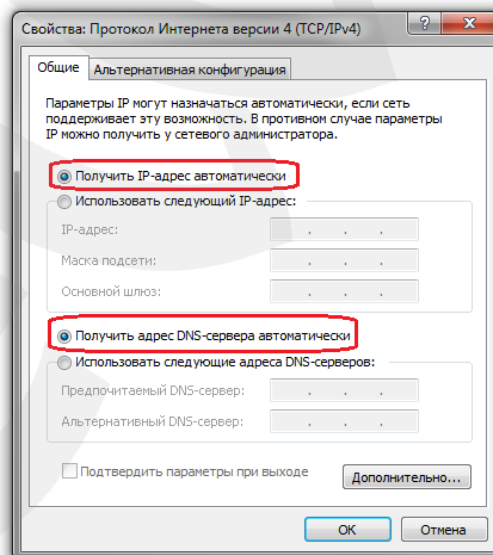 Свойства: Протокол Интернета версии 4 (TCP/IPv4)
Общие
Альтернативная конфигурация
Параметры IP могут назначаться автоматически, если сеть
поддерживает эту возможность. В противном случае параметры
IP можно получить у сетевого администратора.
Получить IP-адрес автоматически
Использовать следующий IP-адрес:
IP-адрес:
Маска подсети:
Основной шлюз:
Получить адрес DNS-сервера автоматически
Использовать следующие адреса DNS-серверов:
Предпочитаемый DNS-сервер:
Альтернативный DNS-сервер:
Подтвердить параметры при выходе
Дополнительно...
ОК
Отмена